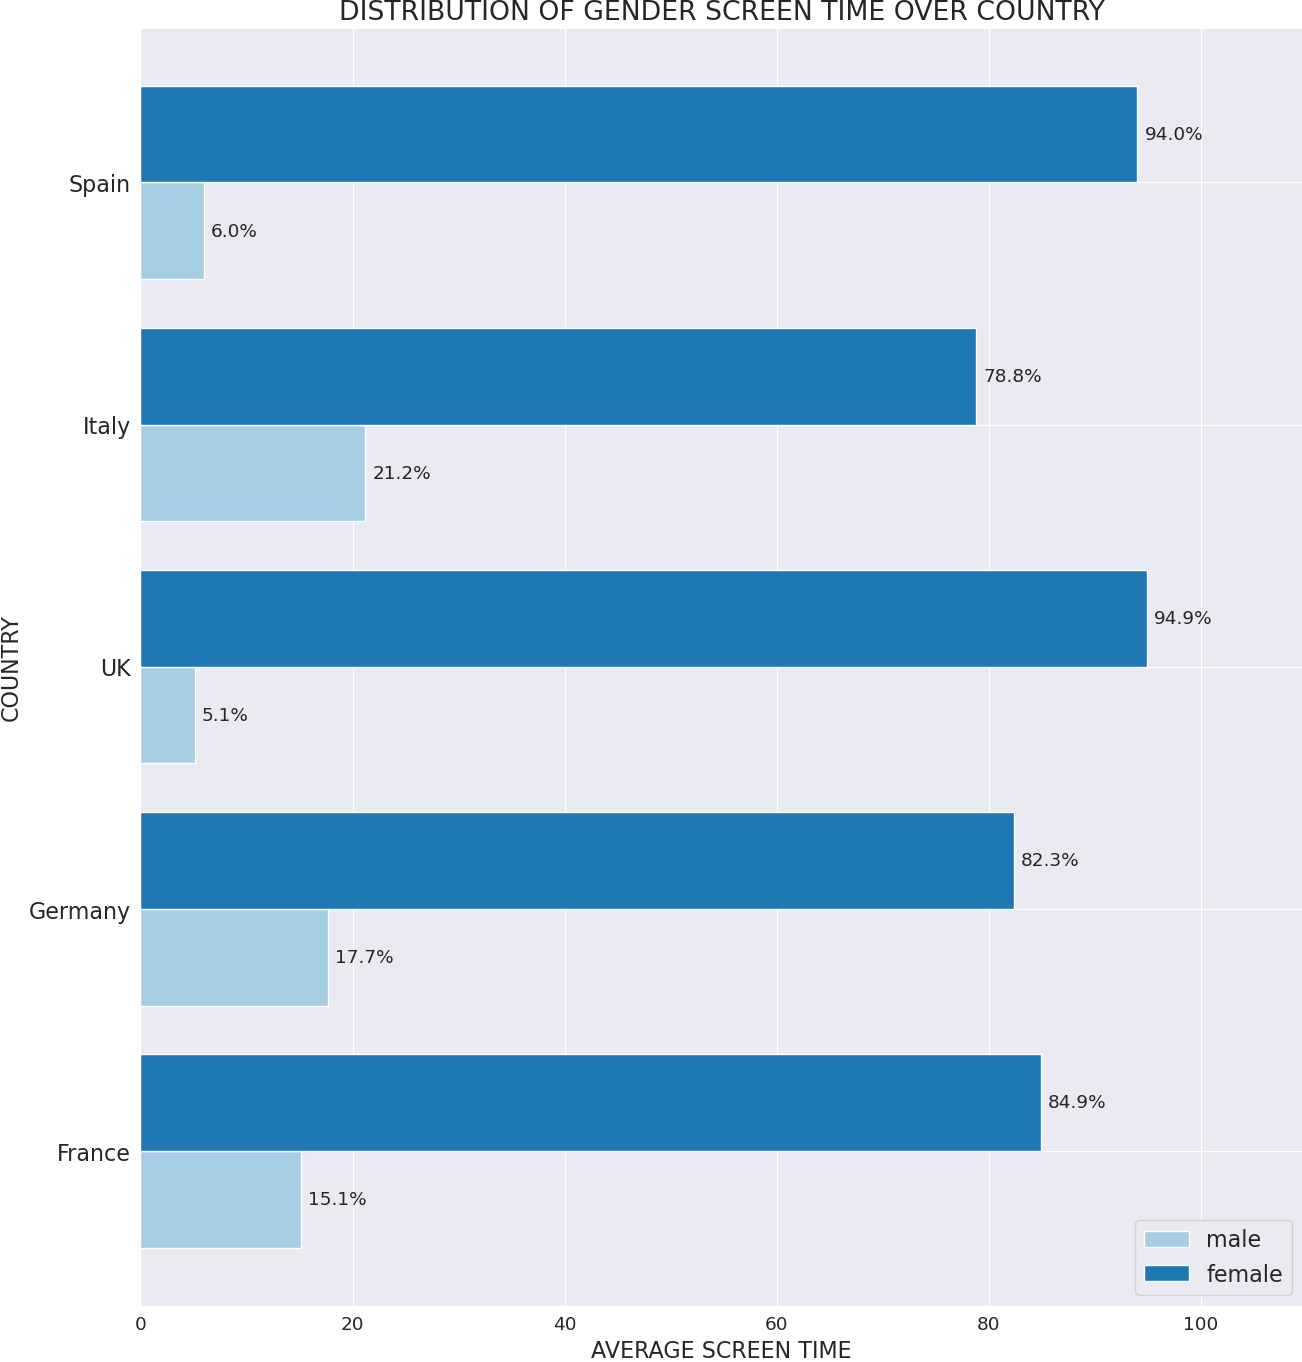 DISTRIBUTION OF GENDER SCREEN TIME OVER COUNTRY
94.0%
Spain
6.0%
78.8%
Italy
21.2%
94.9%
UK
5.1%
82.3%
Germany
17.7%
84.9%
France
15.1%
COUNTRY
male
female
0 20 40 60 80 100
AVERAGE SCREEN TIME